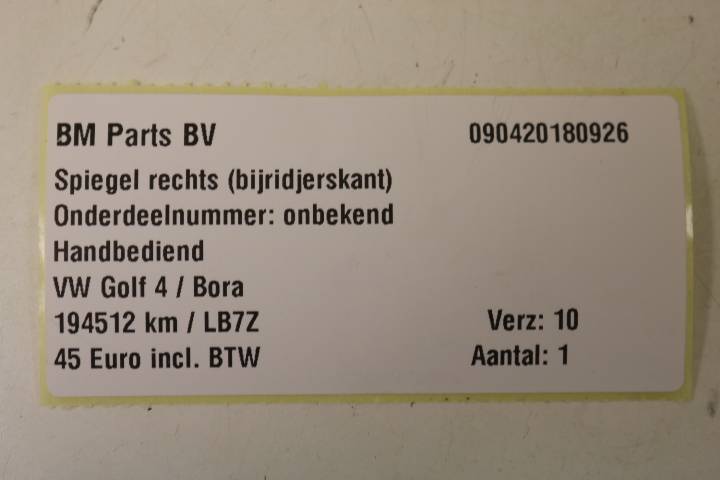 BM Parts BV 090420180926
Spiegel rechts (bijridjerskant)
Onderdeelnummer: onbekend
Handbediend
VW Golf 4 / Bora
194512 km / LB7Z Verz: 10
45 Euro incl. BTW Aantal: 1